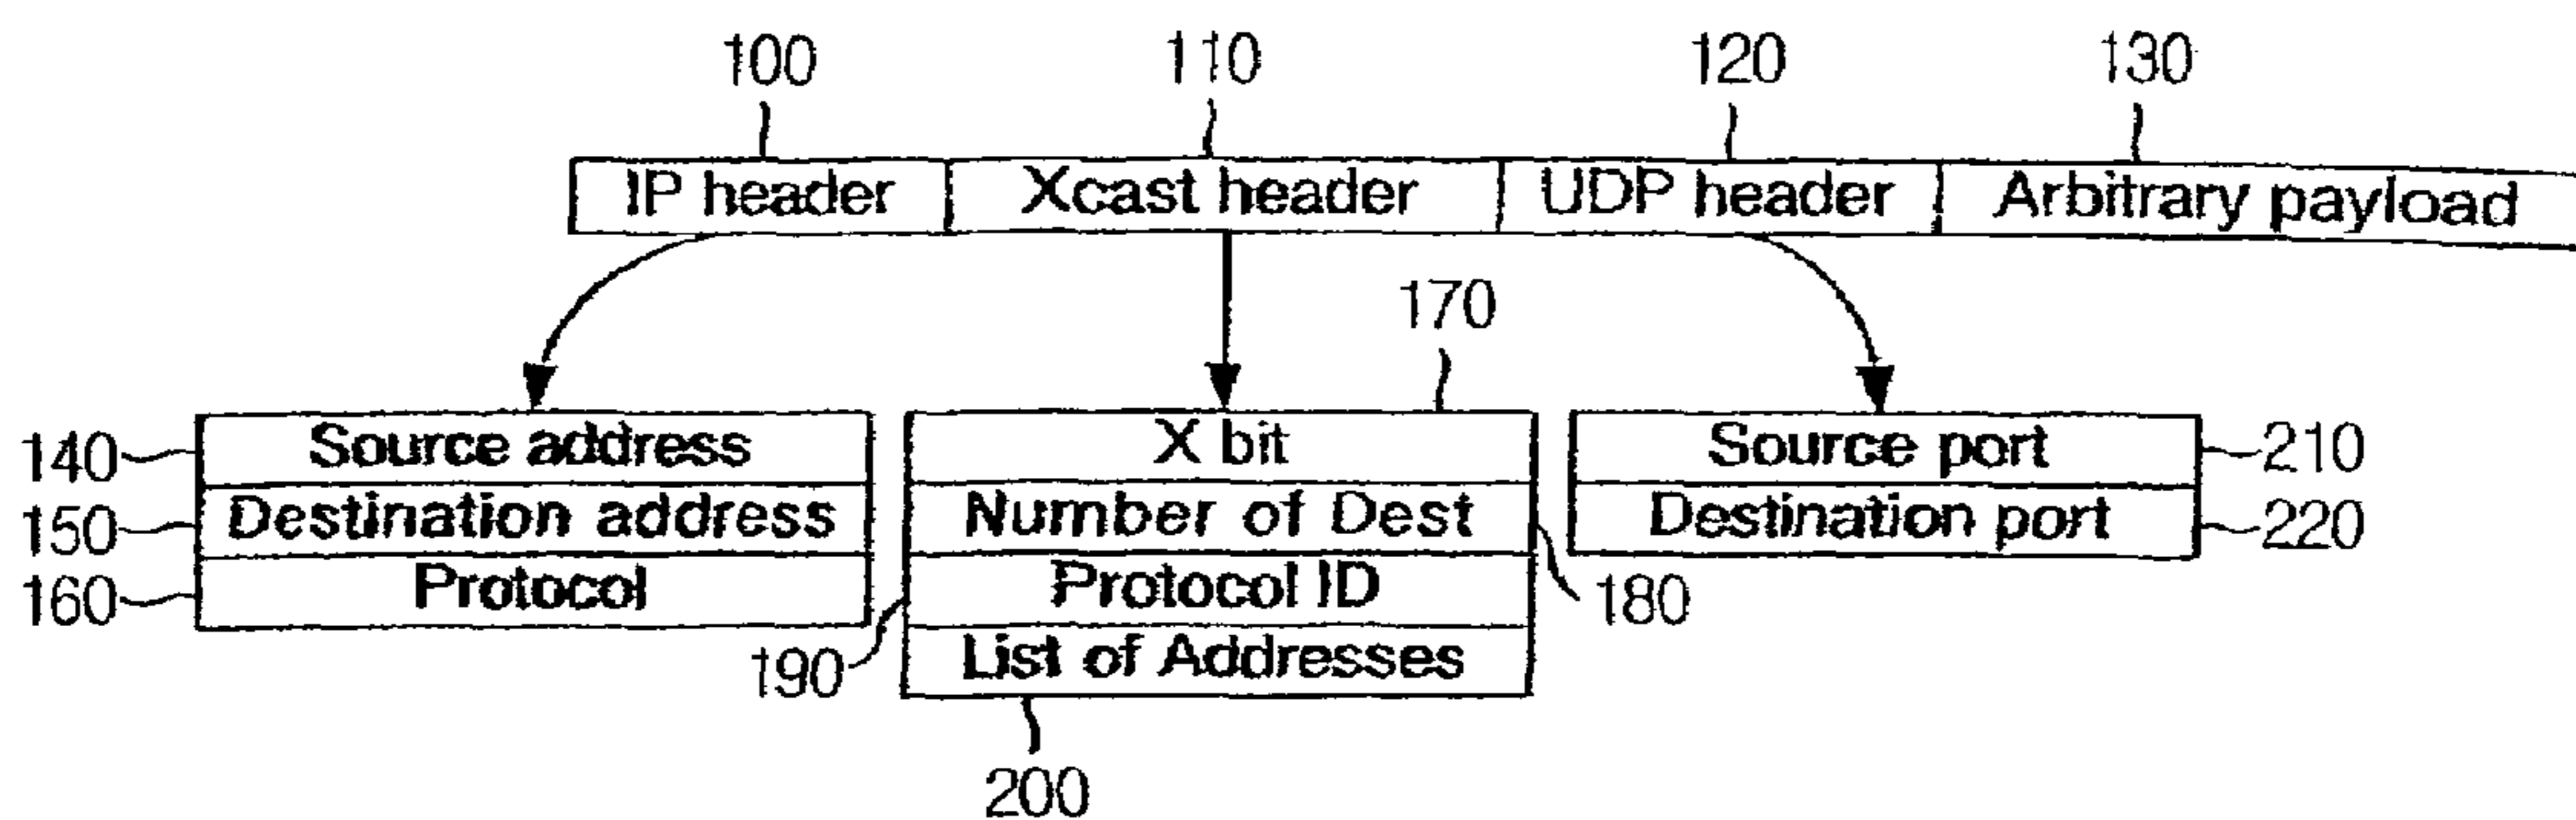 100 110 120 130
IP header Xcast header UDP header Arbitrary payload
170
140 Source address X bit Source port 210
150 Destination address Number of Dest Destination port 220
160 Protocol Protocol ID 180
190 List of Addresses
200